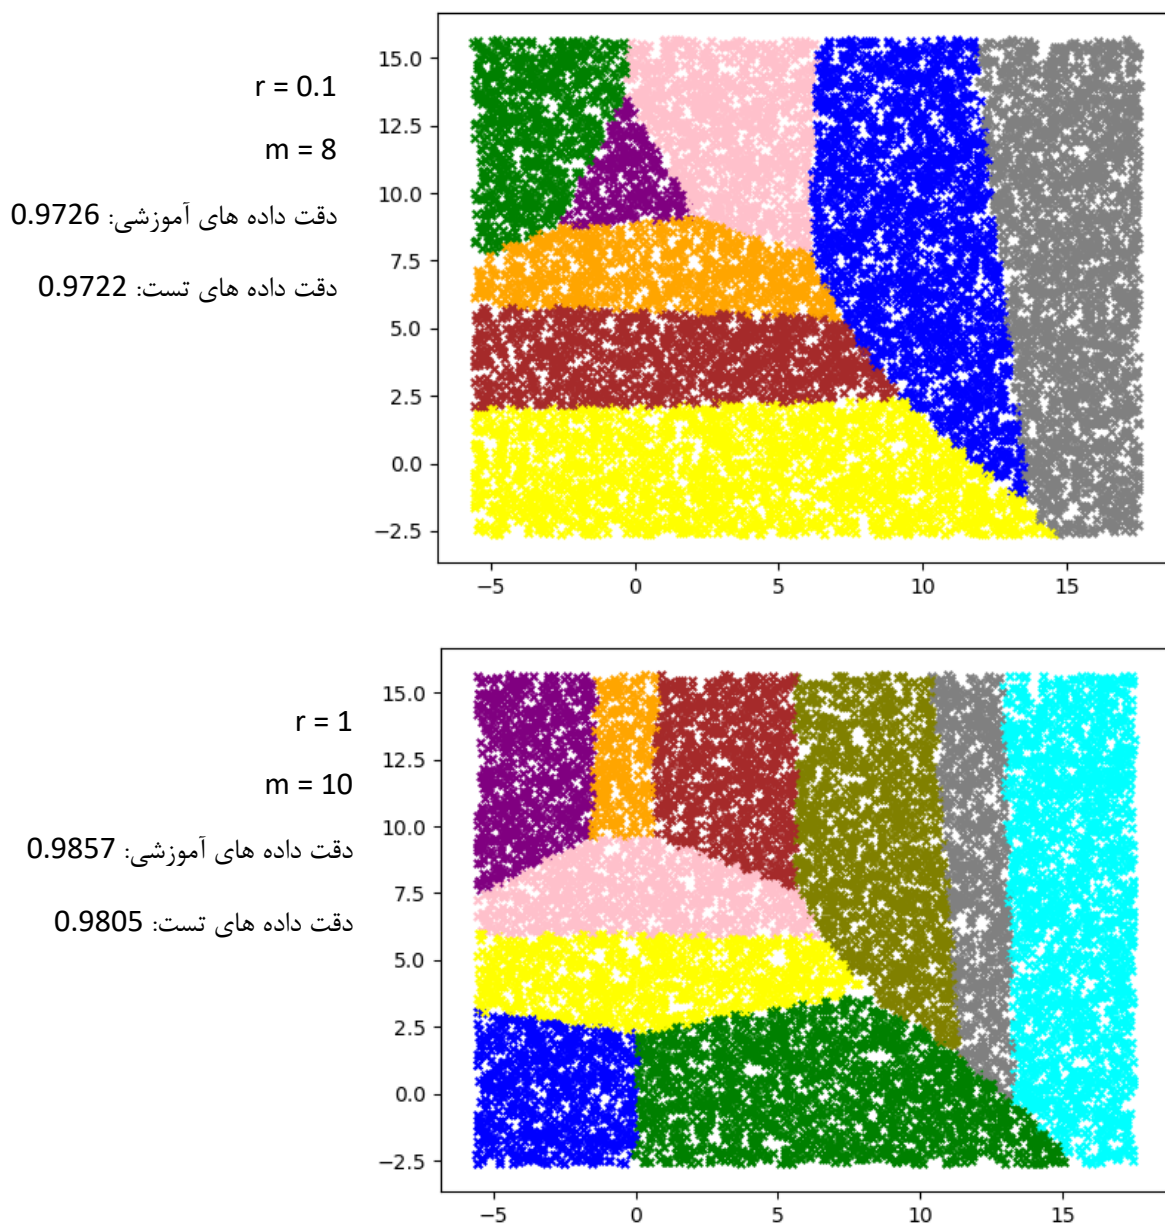 r = 0.1
m = 8
دقت داده های آموزشی: 0.9726
دقت داده های تست: 0.9722
15.0
12.5
10.0
7.5
5.0
2.5
0.0
−2.5
−5 0 5 10 15
r = 1
m = 10
دقت داده های آموزشی: 0.9857
دقت داده های تست: 0.9805
15.0
12.5
10.0
7.5
5.0
2.5
0.0
−2.5
−5 0 5 10 15